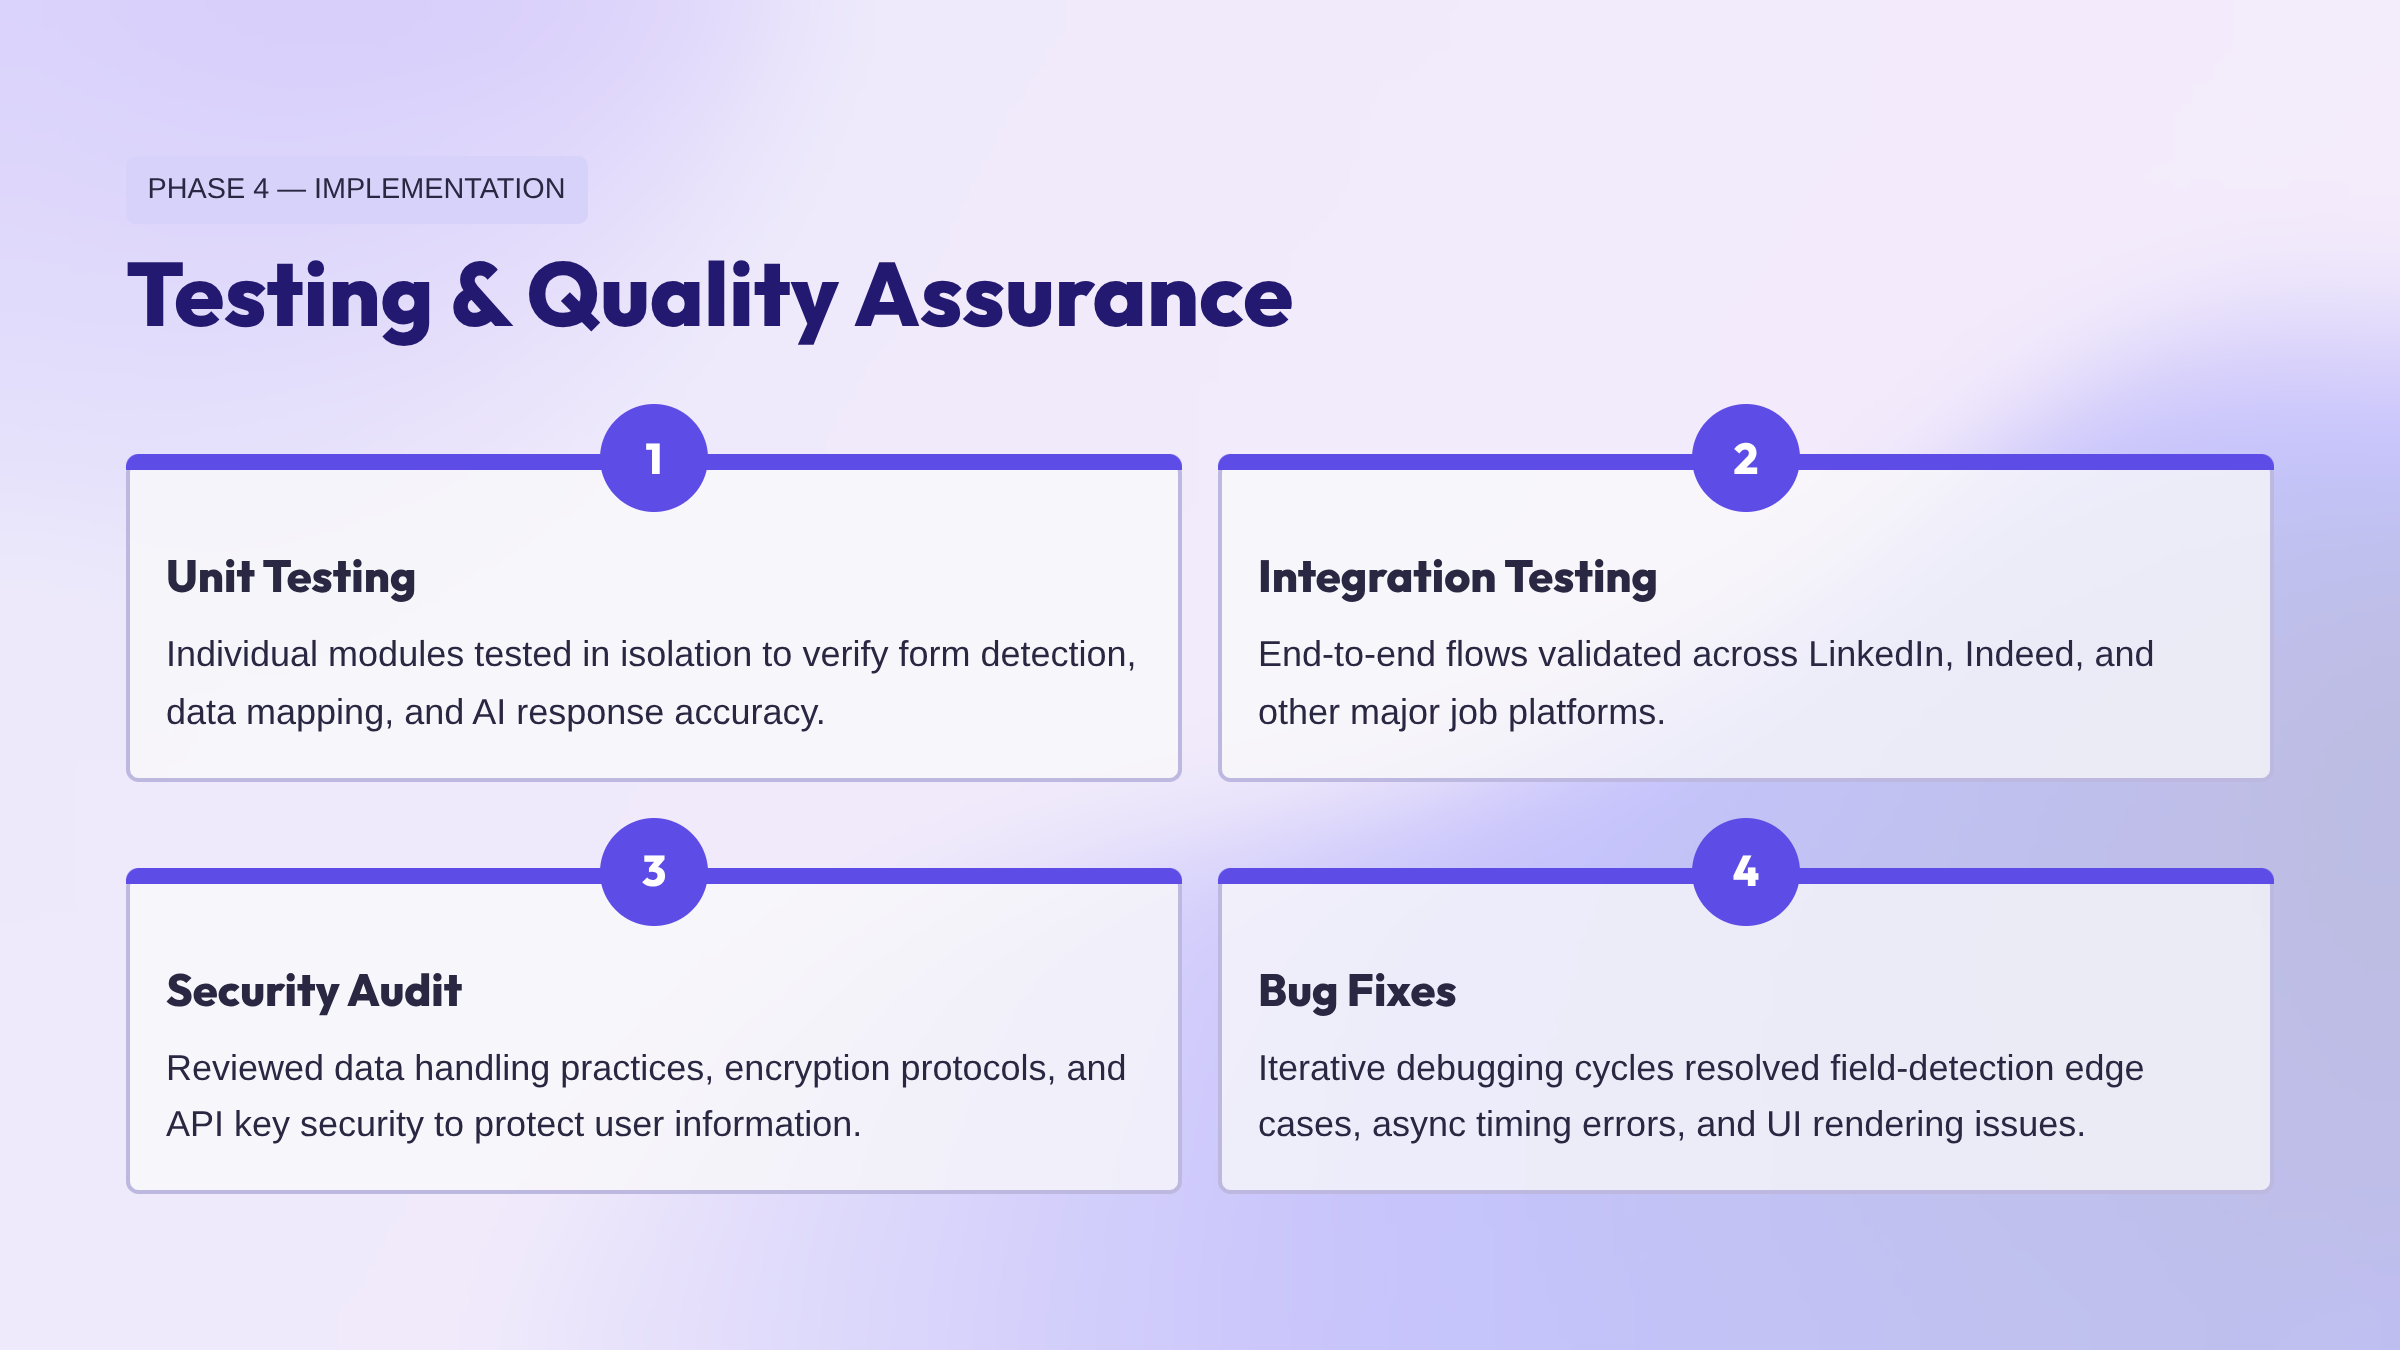 PHASE 4 — IMPLEMENTATION
Testing & Quality Assurance
1
Unit Testing
Individual modules tested in isolation to verify form detection,
data mapping, and AI response accuracy.
2
Integration Testing
End-to-end flows validated across LinkedIn, Indeed, and
other major job platforms.
3
Security Audit
Reviewed data handling practices, encryption protocols, and
API key security to protect user information.
4
Bug Fixes
Iterative debugging cycles resolved field-detection edge
cases, async timing errors, and UI rendering issues.